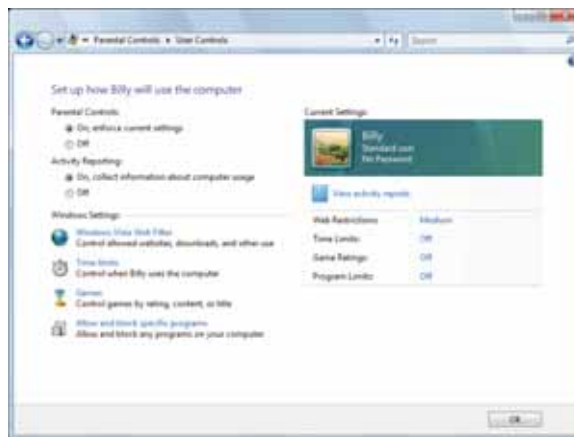 Parental Controls ▸ User Controls
Search
Set up how Billy will use the computer
Parental Controls:
On, enforce current settings
Off
Activity Reporting:
On, collect information about computer usage
Off
Windows Settings:
Windows Vista Web Filter
Control allowed websites, downloads, and other use
Time limits
Control when Billy uses the computer
Games
Control games by rating, content, or title
Allow and block specific programs
Allow and block any programs on your computer
Current Settings:
Billy
Standard user
No Password
View activity reports
Web Restrictions: Medium
Time Limits: Off
Game Ratings: Off
Program Limits: Off
OK